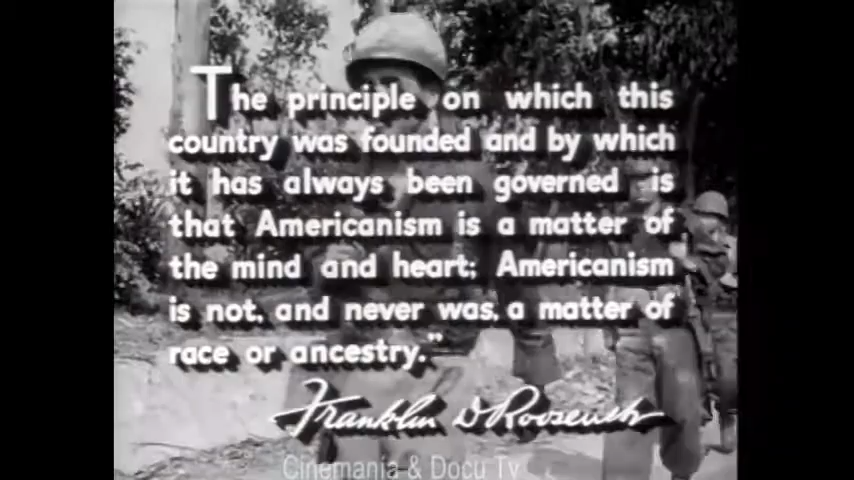 The principle on which this
country was founded and by which
it has always been governed is
that Americanism is a matter of
the mind and heart; Americanism
is not, and never was, a matter of
race or ancestry."
Franklin D Roosevelt
Cinemania & Docu Tv